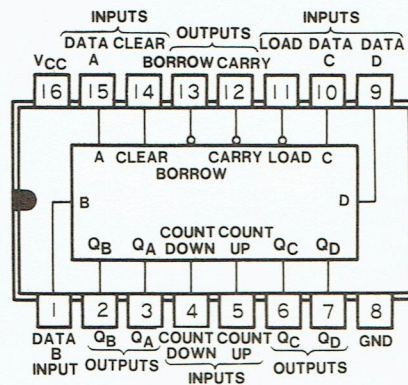 INPUTS INPUTS
DATA CLEAR OUTPUTS LOAD DATA DATA
VCC A BORROW CARRY C D
16 15 14 13 12 11 10 9
A CLEAR CARRY LOAD C
BORROW
B D
COUNT COUNT
QB QA DOWN UP QC QD
1 2 3 4 5 6 7 8
DATA QB QA COUNT COUNT QC QD GND
B OUTPUTS DOWN UP OUTPUTS
INPUT INPUTS